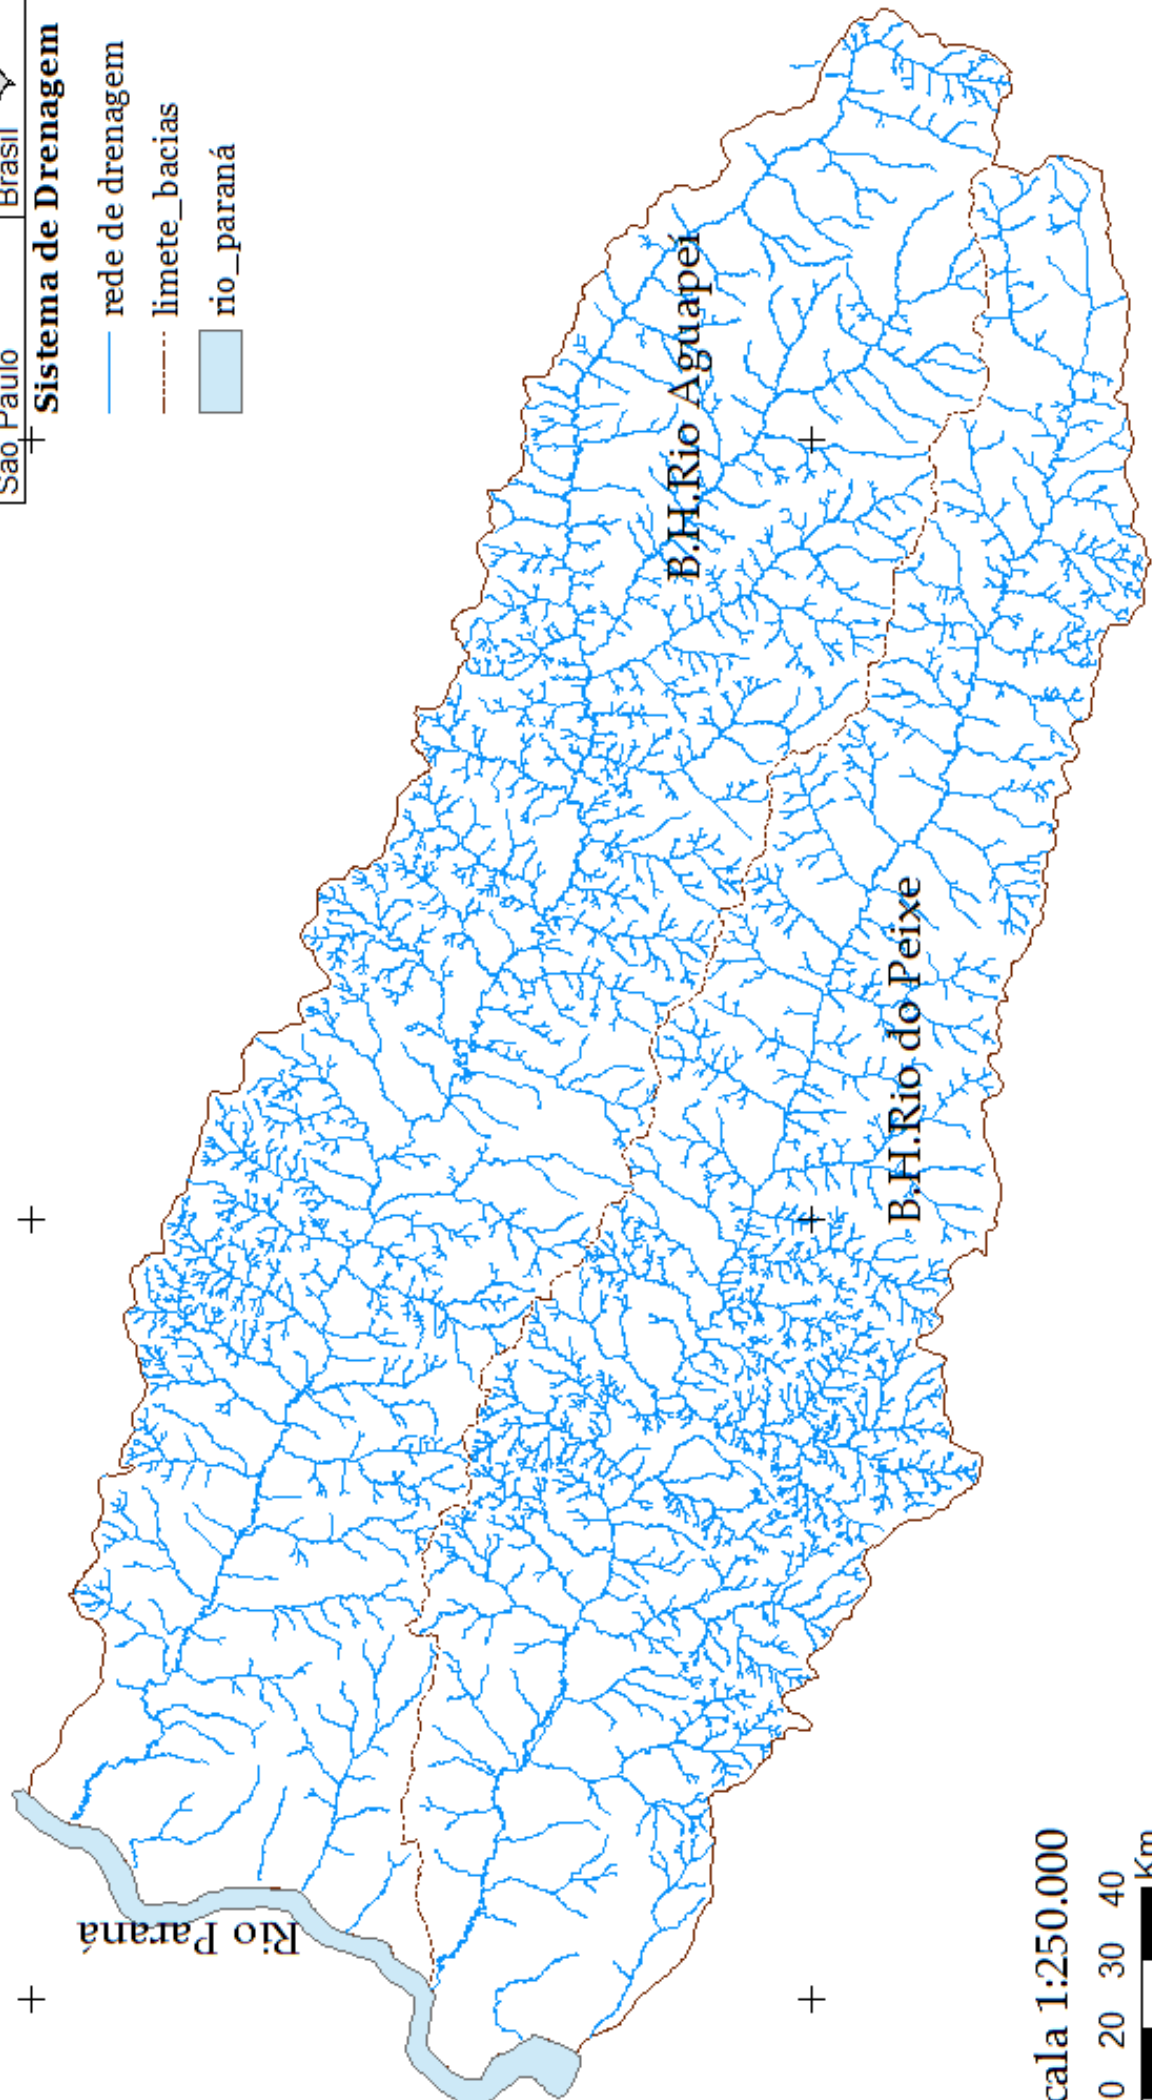 São Paulo
Brasil
Sistema de Drenagem
rede de drenagem
limete_bacias
rio_paraná
B.H.Rio Aguapeí
B.H.Rio do Peixe
Rio Paraná
cala 1:250.000
0 20 30 40
Km